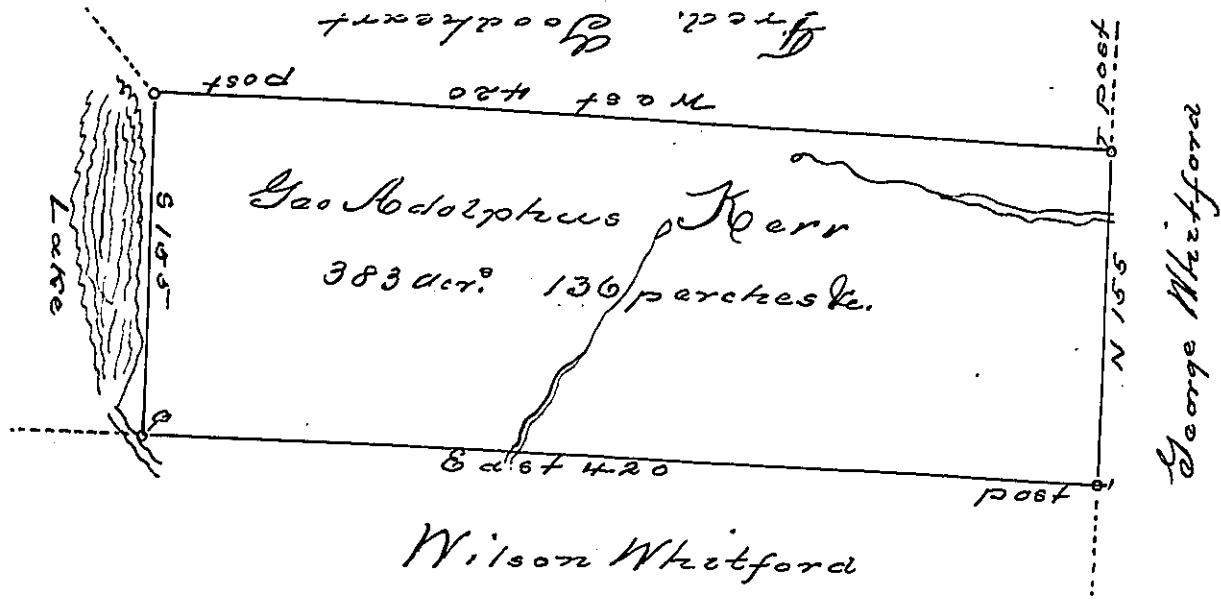 Fred. Goodheart
post
West 420
post
George Whitford
Lake
S 155
Geo Adolphus Kerr
383 acr.s 136 perches &c.
N 155
East 420
post
Wilson Whitford